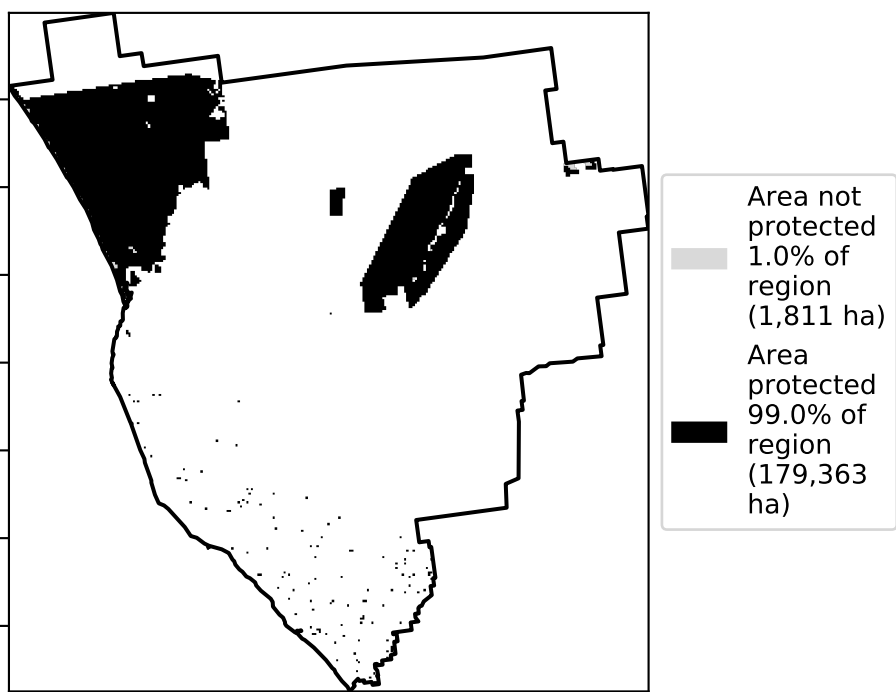 Area not
protected
1.0% of
region
(1,811 ha)
Area
protected
99.0% of
region
(179,363
ha)